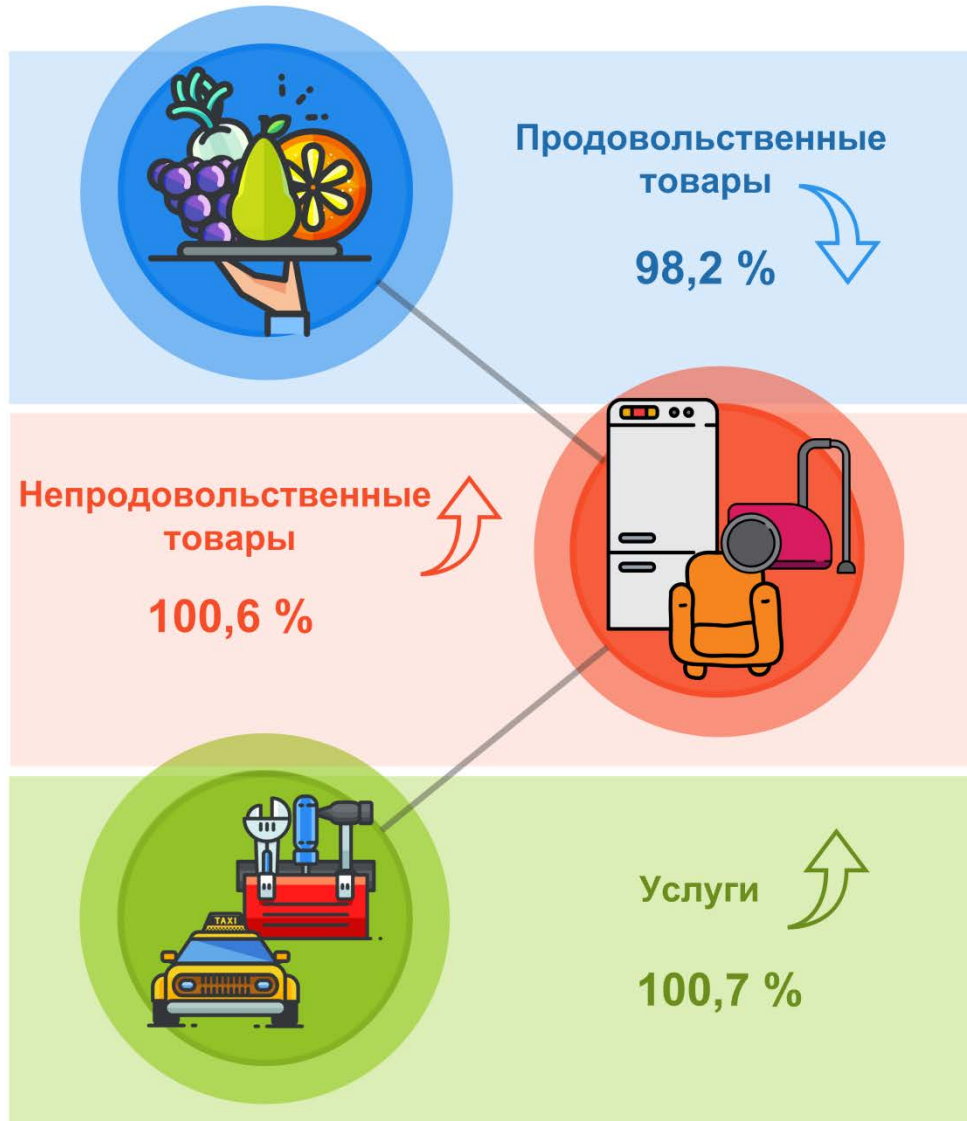 Продовольственные
товары
98,2 %
Непродовольственные
товары
100,6 %
TAXI
Услуги
100,7 %